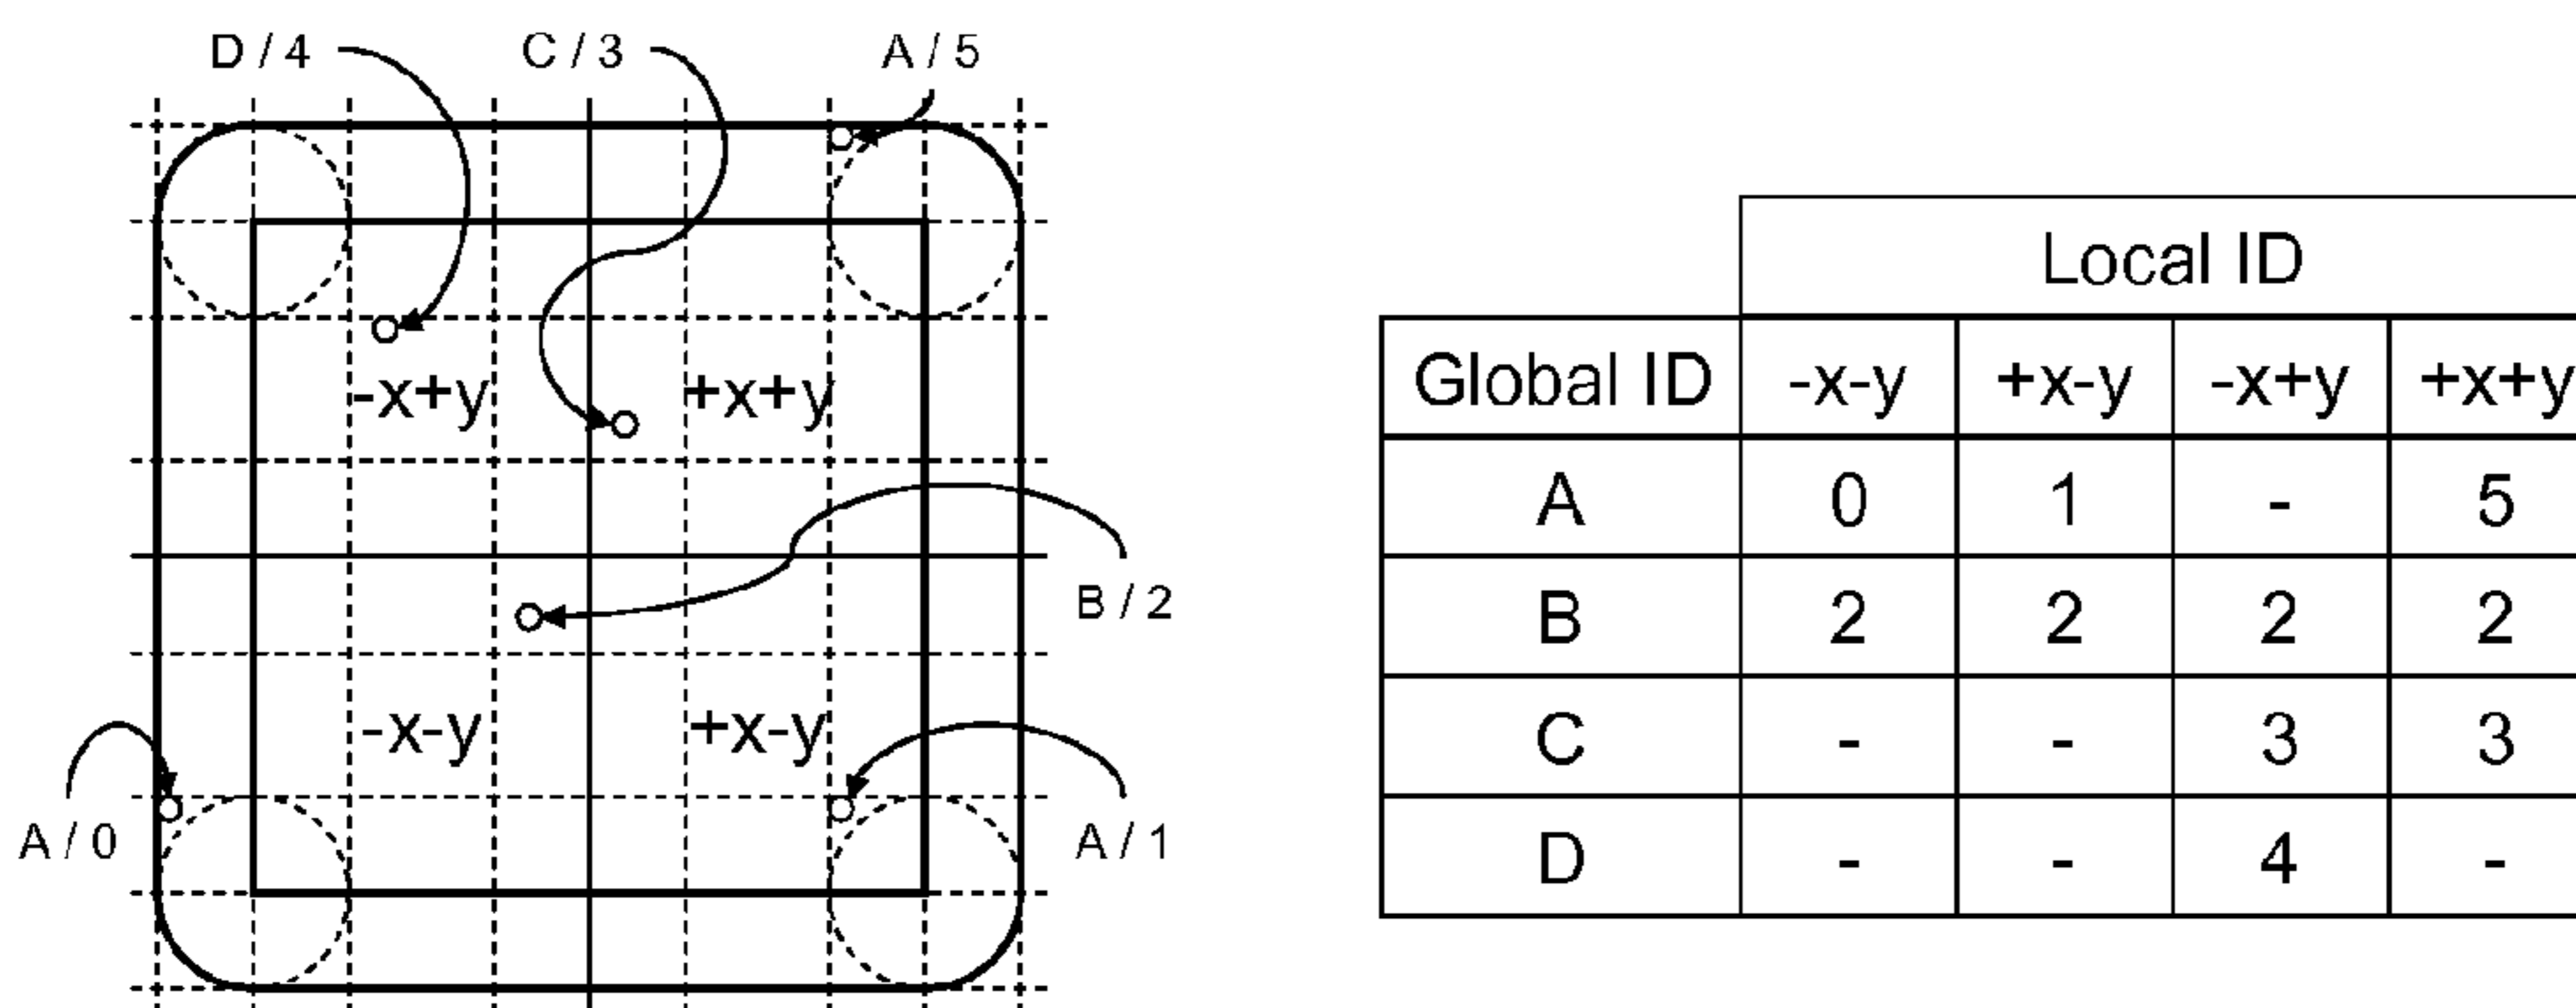 D / 4 C / 3 A / 5
-x+y +x+y
B / 2
-x-y +x-y
A / 0 A / 1
Local ID
Global ID -x-y +x-y -x+y +x+y
A 0 1 - 5
B 2 2 2 2
C - - 3 3
D - - 4 -